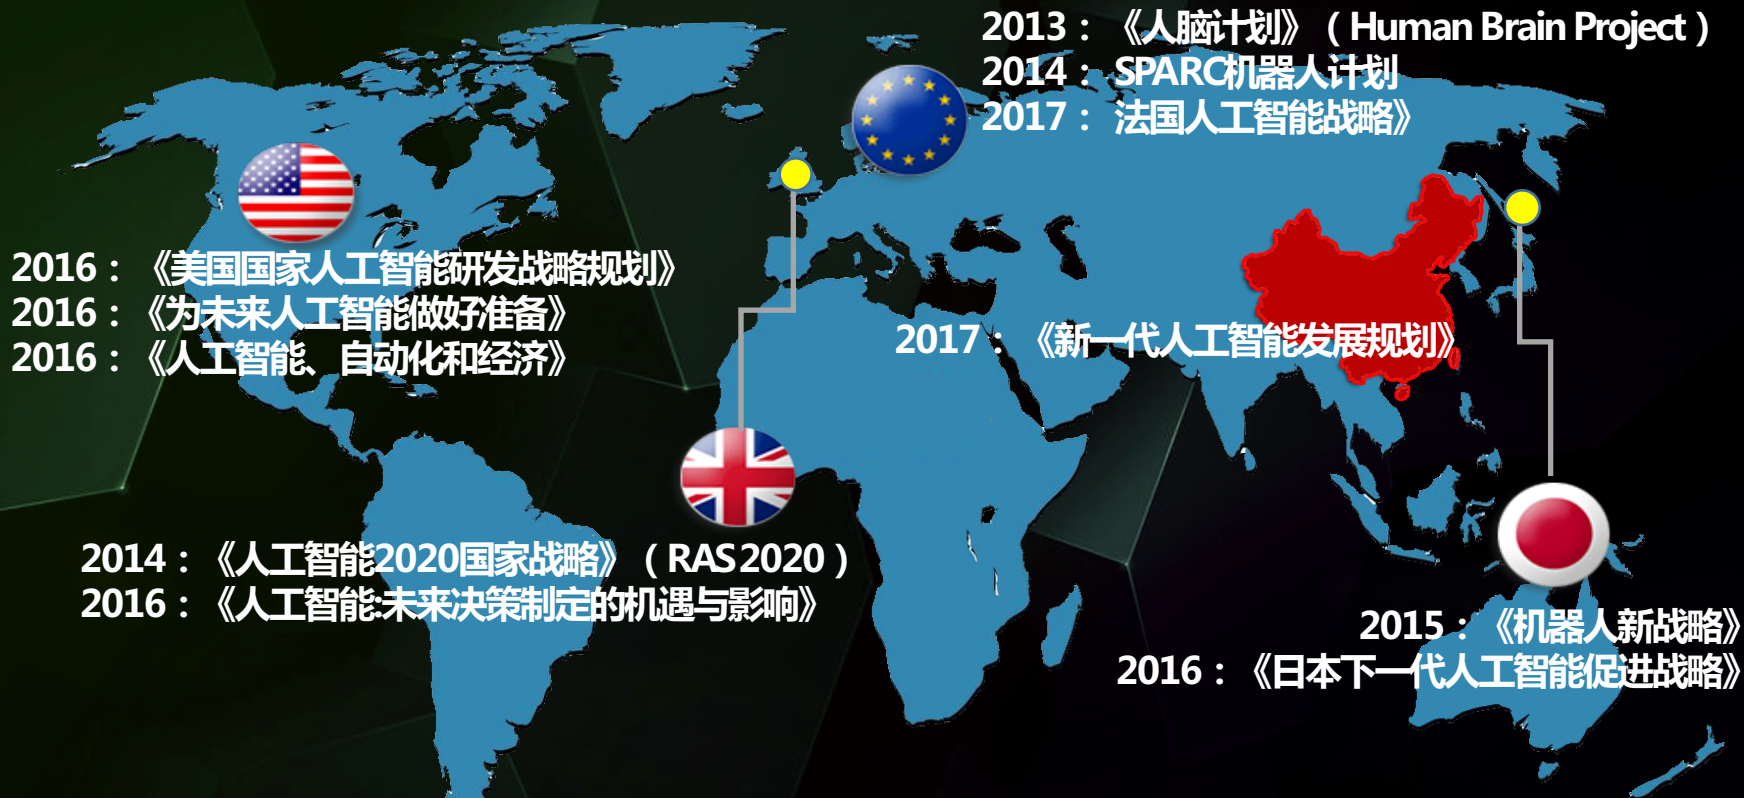 2013：《人脑计划》（Human Brain Project）
2014： SPARC机器人计划
2017： 法国人工智能战略》
2016：《美国国家人工智能研发战略规划》
2016：《为未来人工智能做好准备》
2016：《人工智能、自动化和经济》
2017：《新一代人工智能发展规划》
2014：《人工智能2020国家战略》（RAS 2020）
2016：《人工智能:未来决策制定的机遇与影响》
2015：《机器人新战略》
2016：《日本下一代人工智能促进战略》